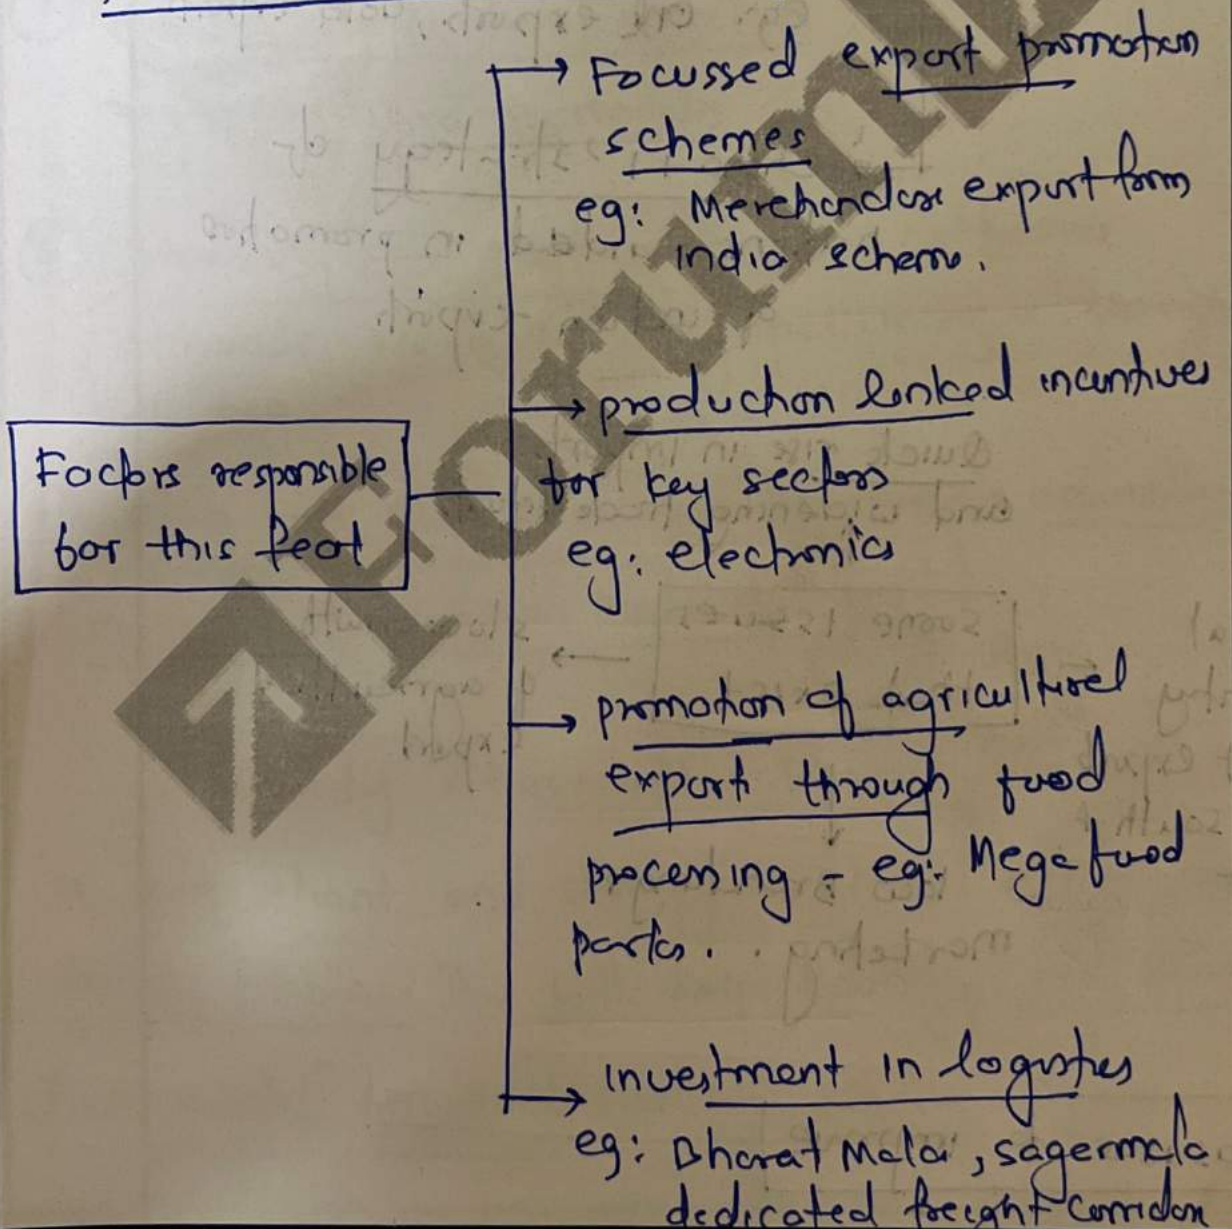 Focussed export promotion
schemes
eg: Merchandise export from
india scheme.
production linked incentives
Factors responsible
for this feat
for key sectors
eg: electronics
promotion of agricultural
export through food
processing - eg: Mega food
parks.
investment in logistics
eg: Bharat Mala, sagermala
dedicated freight corridor
Forum